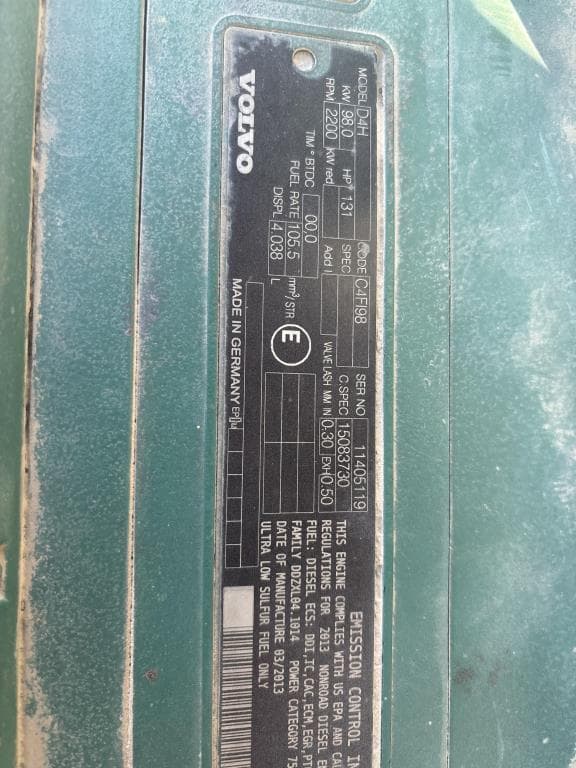 MODEL D4H CODE C4FI98 SER NO 11405119
KW 98.0 HP 131 SPEC C.SPEC 15083730
RPM 2200 KW red Add I VALVE LASH MM IN 0.30 EXH 0.50
TIM ° BTDC 00,0
FUEL RATE 105.5 mm³/STR
DISPL 4.038 L
VOLVO
E
MADE IN GERMANY
EMISSION CONTROL
THIS ENGINE COMPLIES WITH US EPA AND
REGULATIONS FOR 2013 NONROAD DIESEL
FUEL: DIESEL ECS: DDI,TC,CAC,ECM,EGR,
FAMILY DDZXL04.1014 POWER CATEGORY 75
DATE OF MANUFACTURE 03/2013
ULTRA LOW SULFUR FUEL ONLY